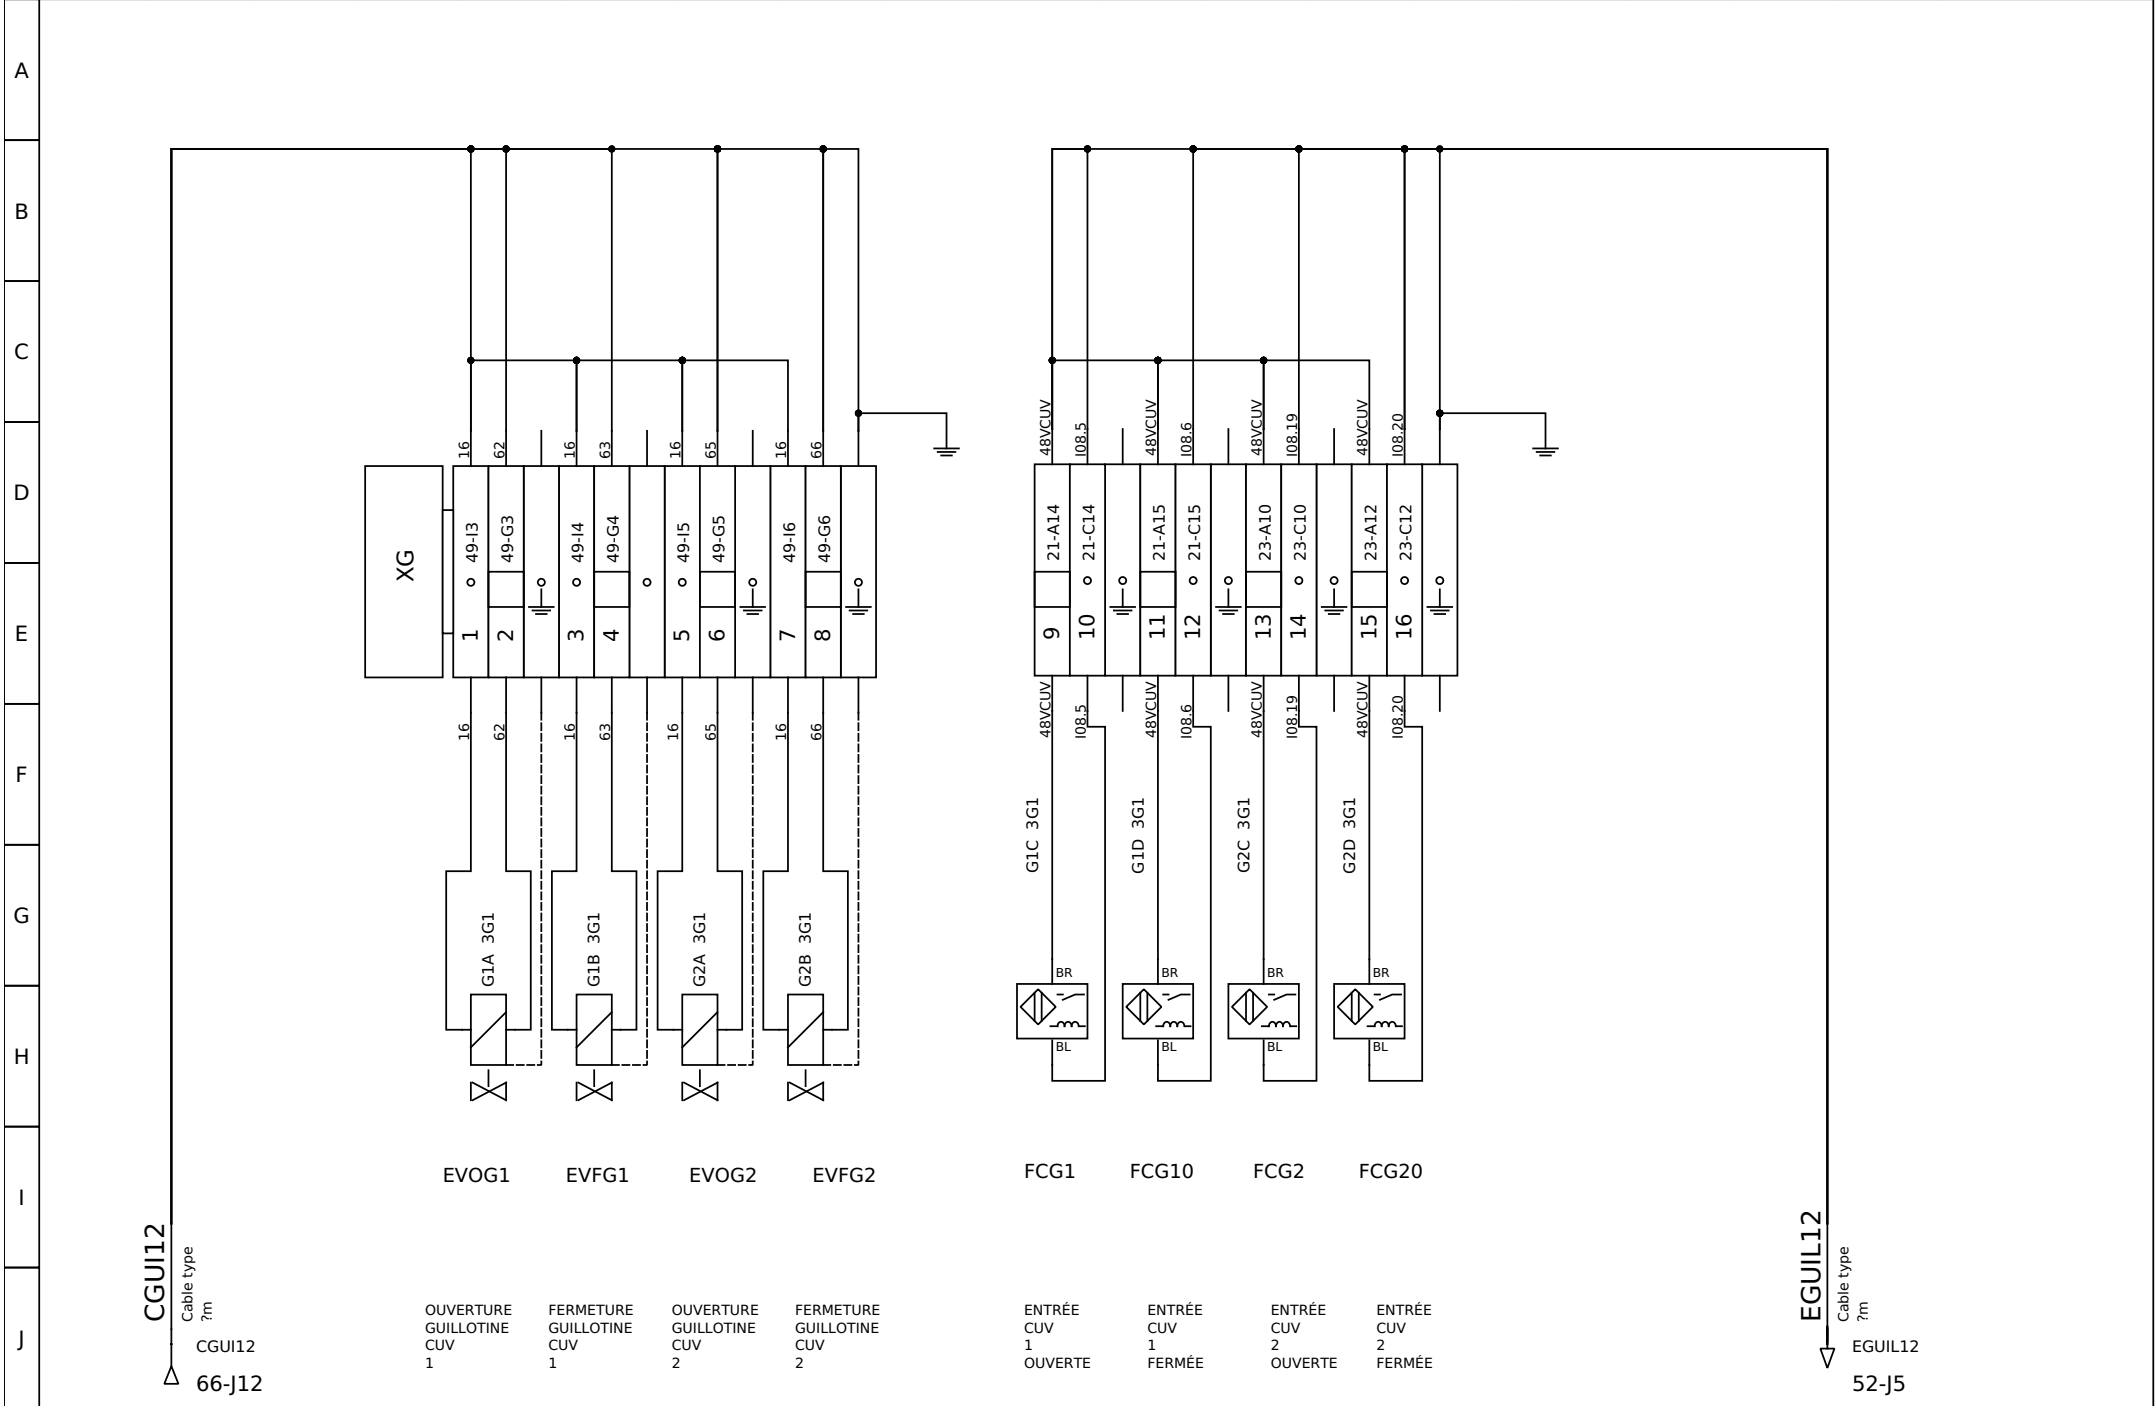 A
B
C
D
E
F
G
H
I
J
16
62
16
63
16
65
16
66
48VCUV
I08.5
48VCUV
I08.6
48VCUV
I08.19
48VCUV
I08.20
XG
49-I3
49-G3
49-I4
49-G4
49-I5
49-G5
49-I6
49-G6
21-A14
21-C14
21-A15
21-C15
23-A10
23-C10
23-A12
23-C12
1
2
3
4
5
6
7
8
9
10
11
12
13
14
15
16
16
62
16
63
16
65
16
66
48VCUV
I08.5
48VCUV
I08.6
48VCUV
I08.19
48VCUV
I08.20
G1C 3G1
G1D 3G1
G2C 3G1
G2D 3G1
G1A 3G1
G1B 3G1
G2A 3G1
G2B 3G1
BR
BR
BR
BR
BL
BL
BL
BL
EVOG1
EVFG1
EVOG2
EVFG2
FCG1
FCG10
FCG2
FCG20
CGUI12
Cable type
?m
CGUI12
66-J12
OUVERTURE
GUILLOTINE
CUV
1
FERMETURE
GUILLOTINE
CUV
1
OUVERTURE
GUILLOTINE
CUV
2
FERMETURE
GUILLOTINE
CUV
2
ENTRÉE
CUV
1
OUVERTE
ENTRÉE
CUV
1
FERMÉE
ENTRÉE
CUV
2
OUVERTE
ENTRÉE
CUV
2
FERMÉE
EGUIL12
Cable type
?m
EGUIL12
52-J5